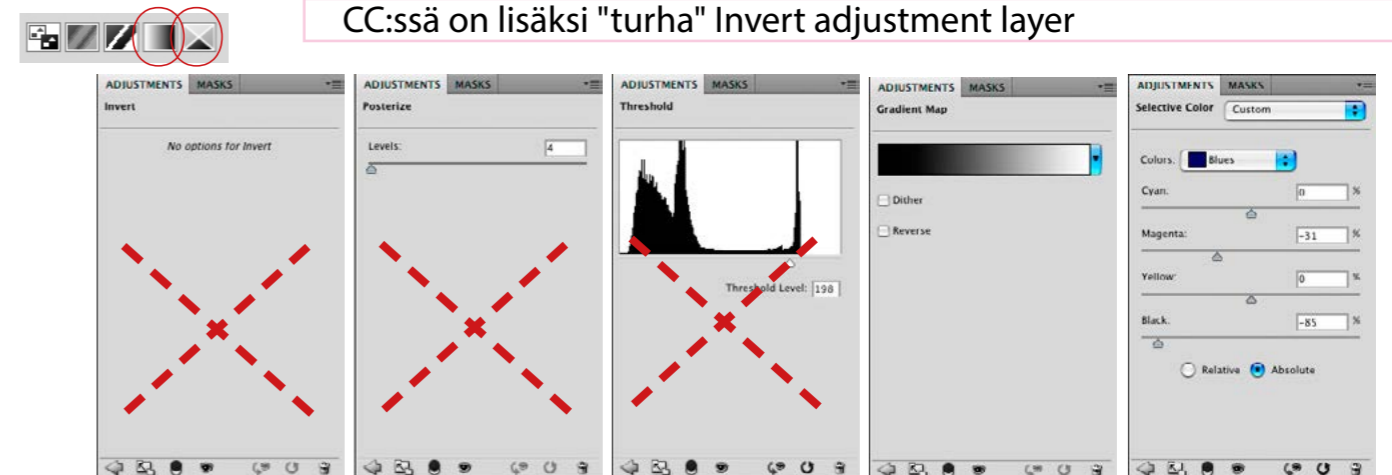 CC:ssä on lisäksi "turha" Invert adjustment layer
ADJUSTMENTS MASKS
Invert
No options for Invert
ADJUSTMENTS MASKS
Posterize
Levels: 4
ADJUSTMENTS MASKS
Threshold
Threshold Level: 198
ADJUSTMENTS MASKS
Gradient Map
Dither
Reverse
ADJUSTMENTS MASKS
Selective Color Custom
Colors: Blues
Cyan: 0 %
Magenta: -31 %
Yellow: 0 %
Black: -85 %
Relative Absolute